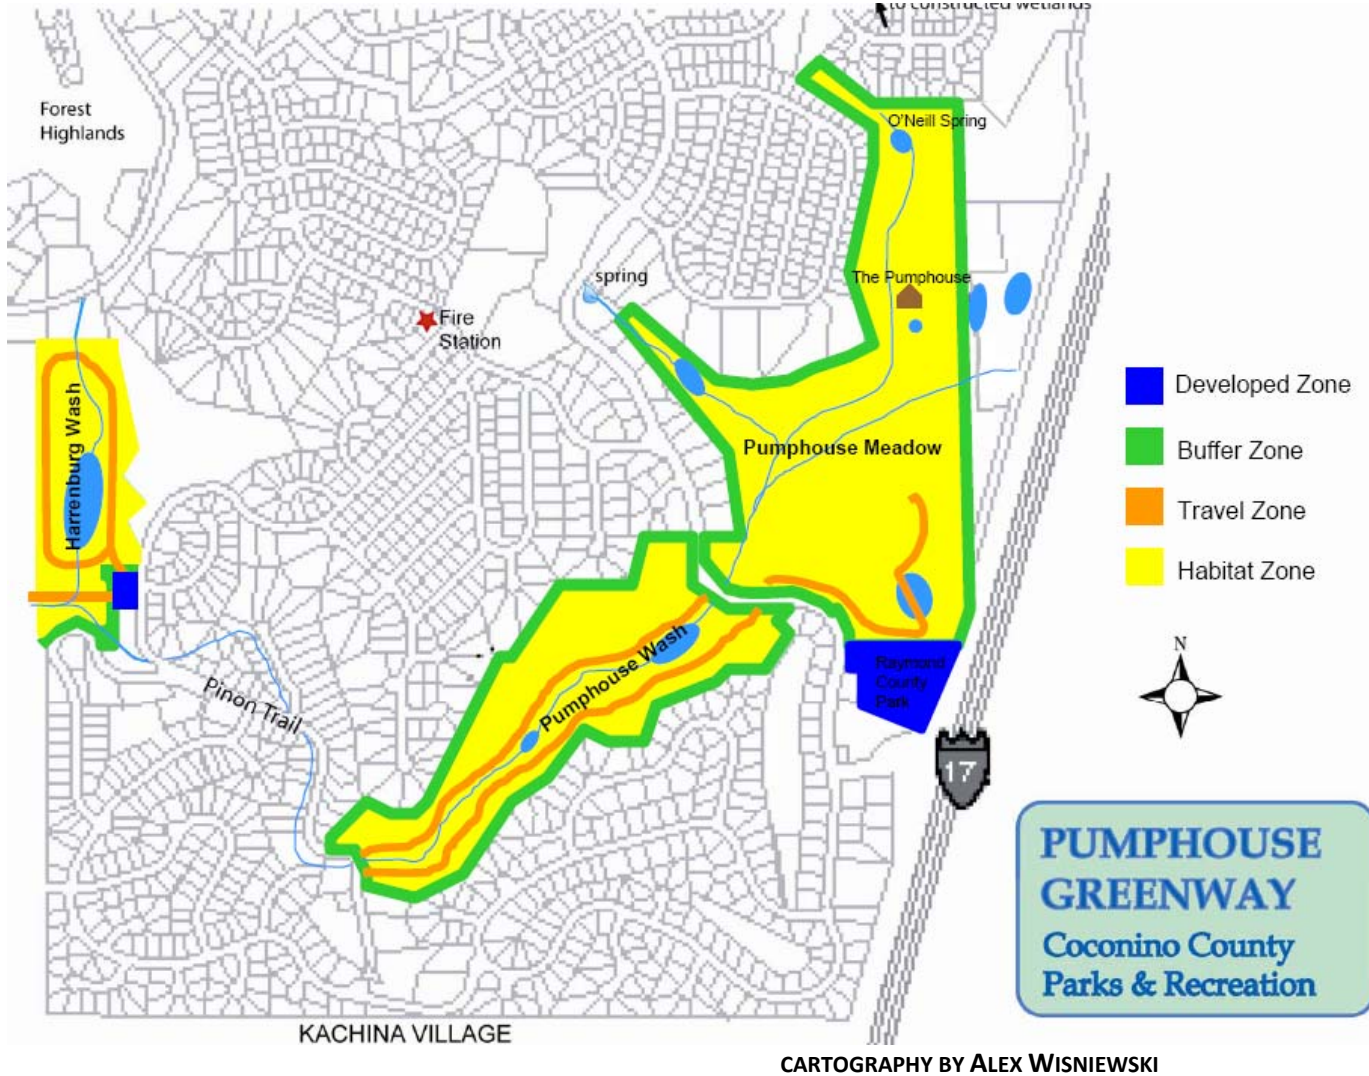 to constructed wetlands
Forest
Highlands
O'Neill Spring
spring
The Pumphouse
Fire
Station
Harrenburg Wash
Pumphouse Meadow
Developed Zone
Buffer Zone
Travel Zone
Habitat Zone
Pumphouse Wash
Pinon Trail
Raymond
County
Park
N
17
PUMPHOUSE
GREENWAY
Coconino County
Parks & Recreation
KACHINA VILLAGE
CARTOGRAPHY BY ALEX WISNIEWSKI